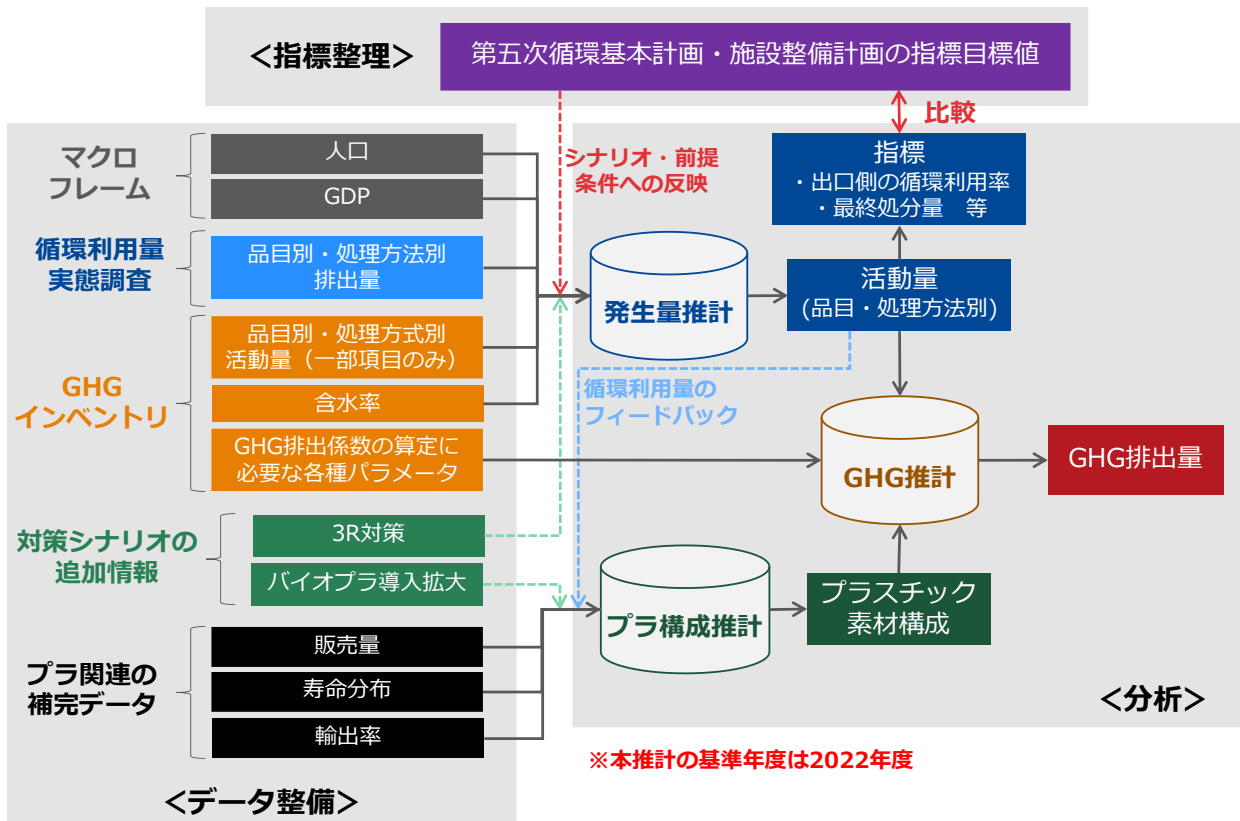 <指標整理>
第五次循環基本計画・施設整備計画の指標目標値
比較
マクロ
フレーム
人口
GDP
循環利用量
実態調査
品目別・処理方法別
排出量
GHG
インベントリ
品目別・処理方式別
活動量（一部項目のみ）
含水率
GHG排出係数の算定に
必要な各種パラメータ
対策シナリオの
追加情報
3R対策
バイオプラ導入拡大
プラ関連の
補完データ
販売量
寿命分布
輸出率
<データ整備>
シナリオ・前提
条件への反映
指標
・出口側の循環利用率
・最終処分量　等
発生量推計
活動量
(品目・処理方法別)
循環利用量の
フィードバック
GHG推計
GHG排出量
プラ構成推計
プラスチック
素材構成
<分析>
※本推計の基準年度は2022年度